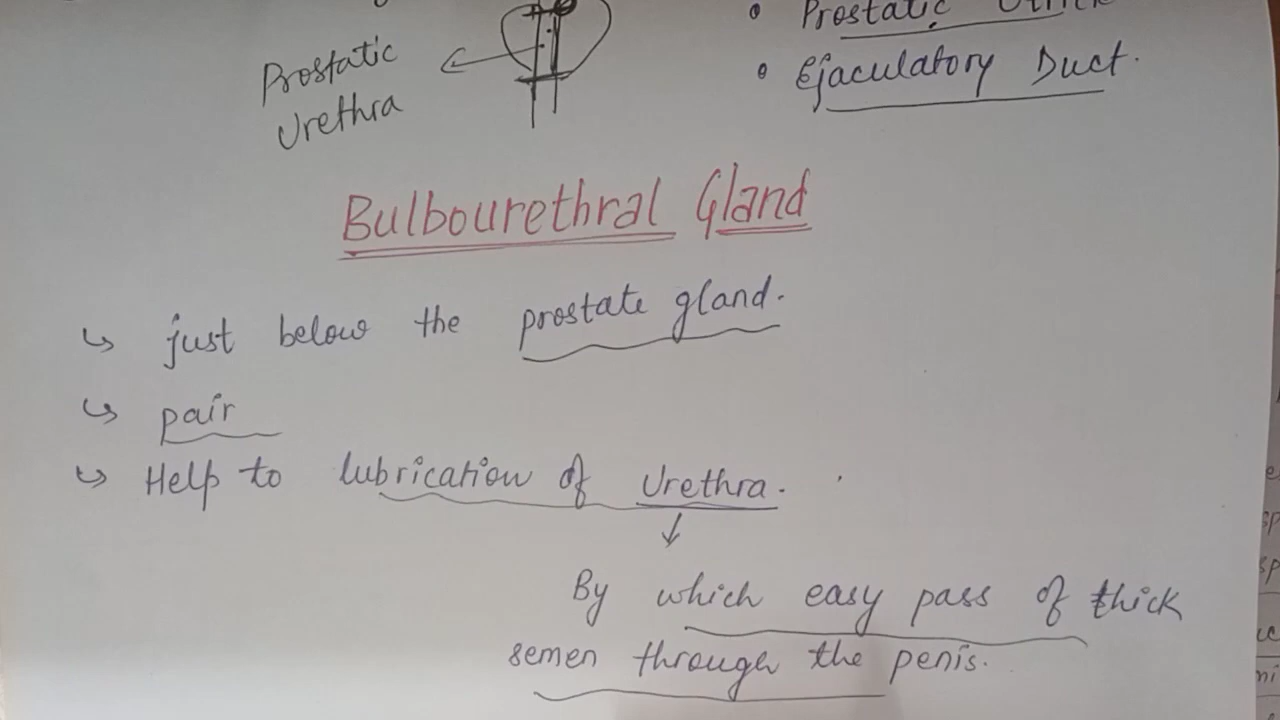 Prostatic
• Ejaculatory Duct.
Prostatic
Urethra
Bulbourethral Gland
↳ just below the prostate gland.
↳ pair
↳ Help to lubrication of Urethra.
↓
By which easy pass of thick
semen through the penis.